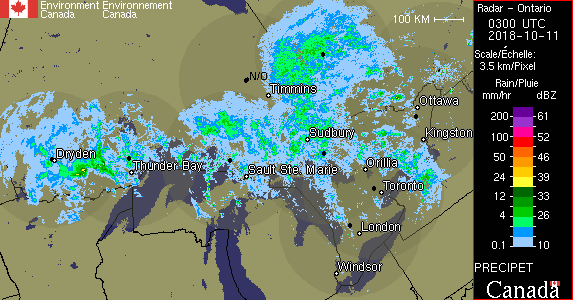 Environment Environnement
Canada Canada
100 KM
N/O
Timmins
Ottawa
Sudbury
Kingston
Dryden
Thunder Bay
Sault Ste. Marie
Orillia
Toronto
London
Windsor
Radar - Ontario
0300 UTC
2018-10-11
Scale/Échelle:
3.5 km/Pixel
Rain/Pluie
mm/hr dBZ
200 61
100 52
50 46
24 39
12 33
4 26
0.1 10
PRECIPET
Canada